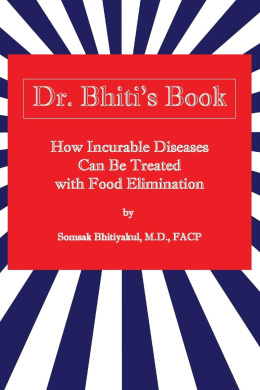 Dr. Bhiti's Book
How Incurable Diseases
Can Be Treated
with Food Elimination
by
Somsak Bhitiyakul, M.D., FACP